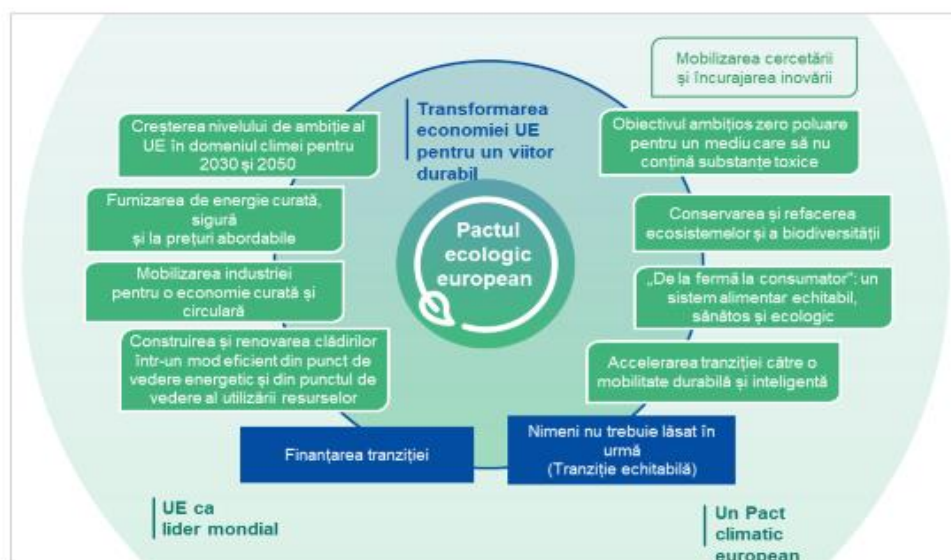 Mobilizarea cercetării
și încurajarea inovării
Transformarea
economiei UE
pentru un viitor
durabil
Creșterea nivelului de ambiție al
UE în domeniul climei pentru
2030 și 2050
Obiectivul ambițios zero poluare
pentru un mediu care să nu
conțină substanțe toxice
Furnizarea de energie curată,
sigură
și la prețuri abordabile
Pactul
ecologic
european
Conservarea și refacerea
ecosistemelor și a biodiversității
Mobilizarea industriei
pentru o economie curată și
circulară
„De la fermă la consumator”: un
sistem alimentar echitabil,
sănătos și ecologic
Construirea și renovarea clădirilor
într-un mod eficient din punct de
vedere energetic și din punctul de
vedere al utilizării resurselor
Accelerarea tranziției către o
mobilitate durabilă și inteligentă
Finanțarea tranziției
Nimeni nu trebuie lăsat în
urmă
(Tranziție echitabilă)
UE ca
lider mondial
Un Pact
climatic
european